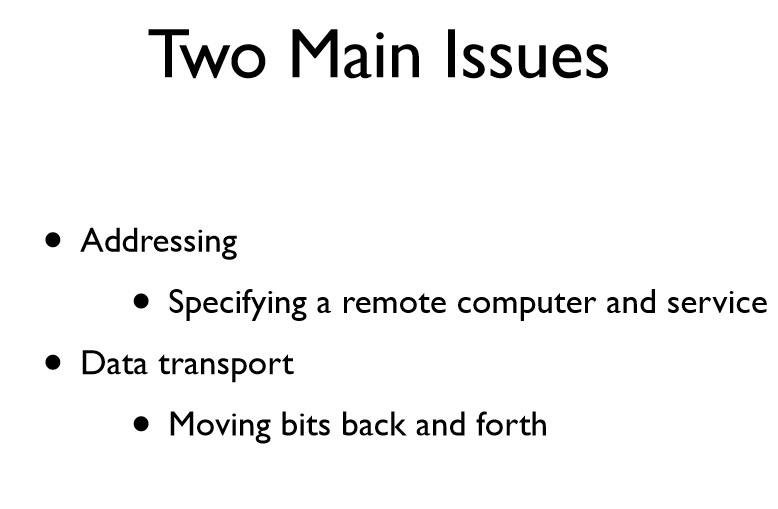 Two Main Issues
• Addressing
• Specifying a remote computer and service
• Data transport
• Moving bits back and forth